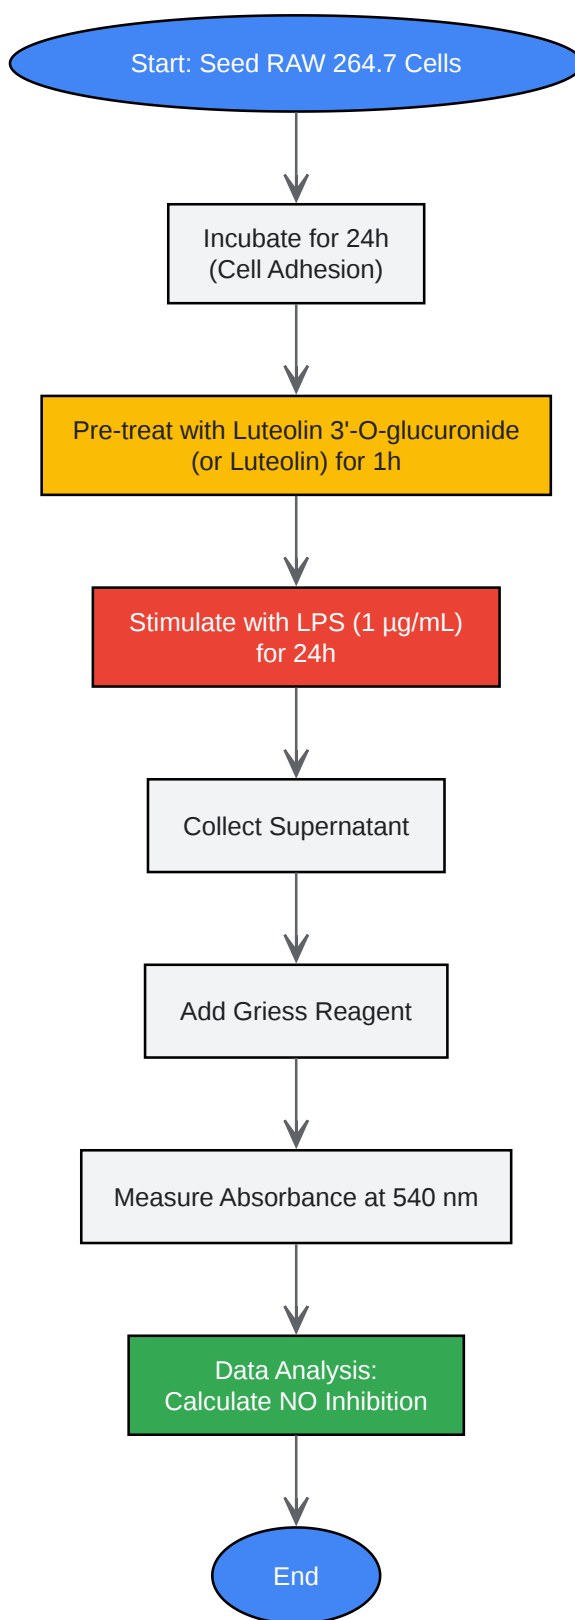 Start: Seed RAW 264.7 Cells
Incubate for 24h
(Cell Adhesion)
Pre-treat with Luteolin 3'-O-glucuronide
(or Luteolin) for 1h
Stimulate with LPS (1 µg/mL)
for 24h
Collect Supernatant
Add Griess Reagent
Measure Absorbance at 540 nm
Data Analysis:
Calculate NO Inhibition
End